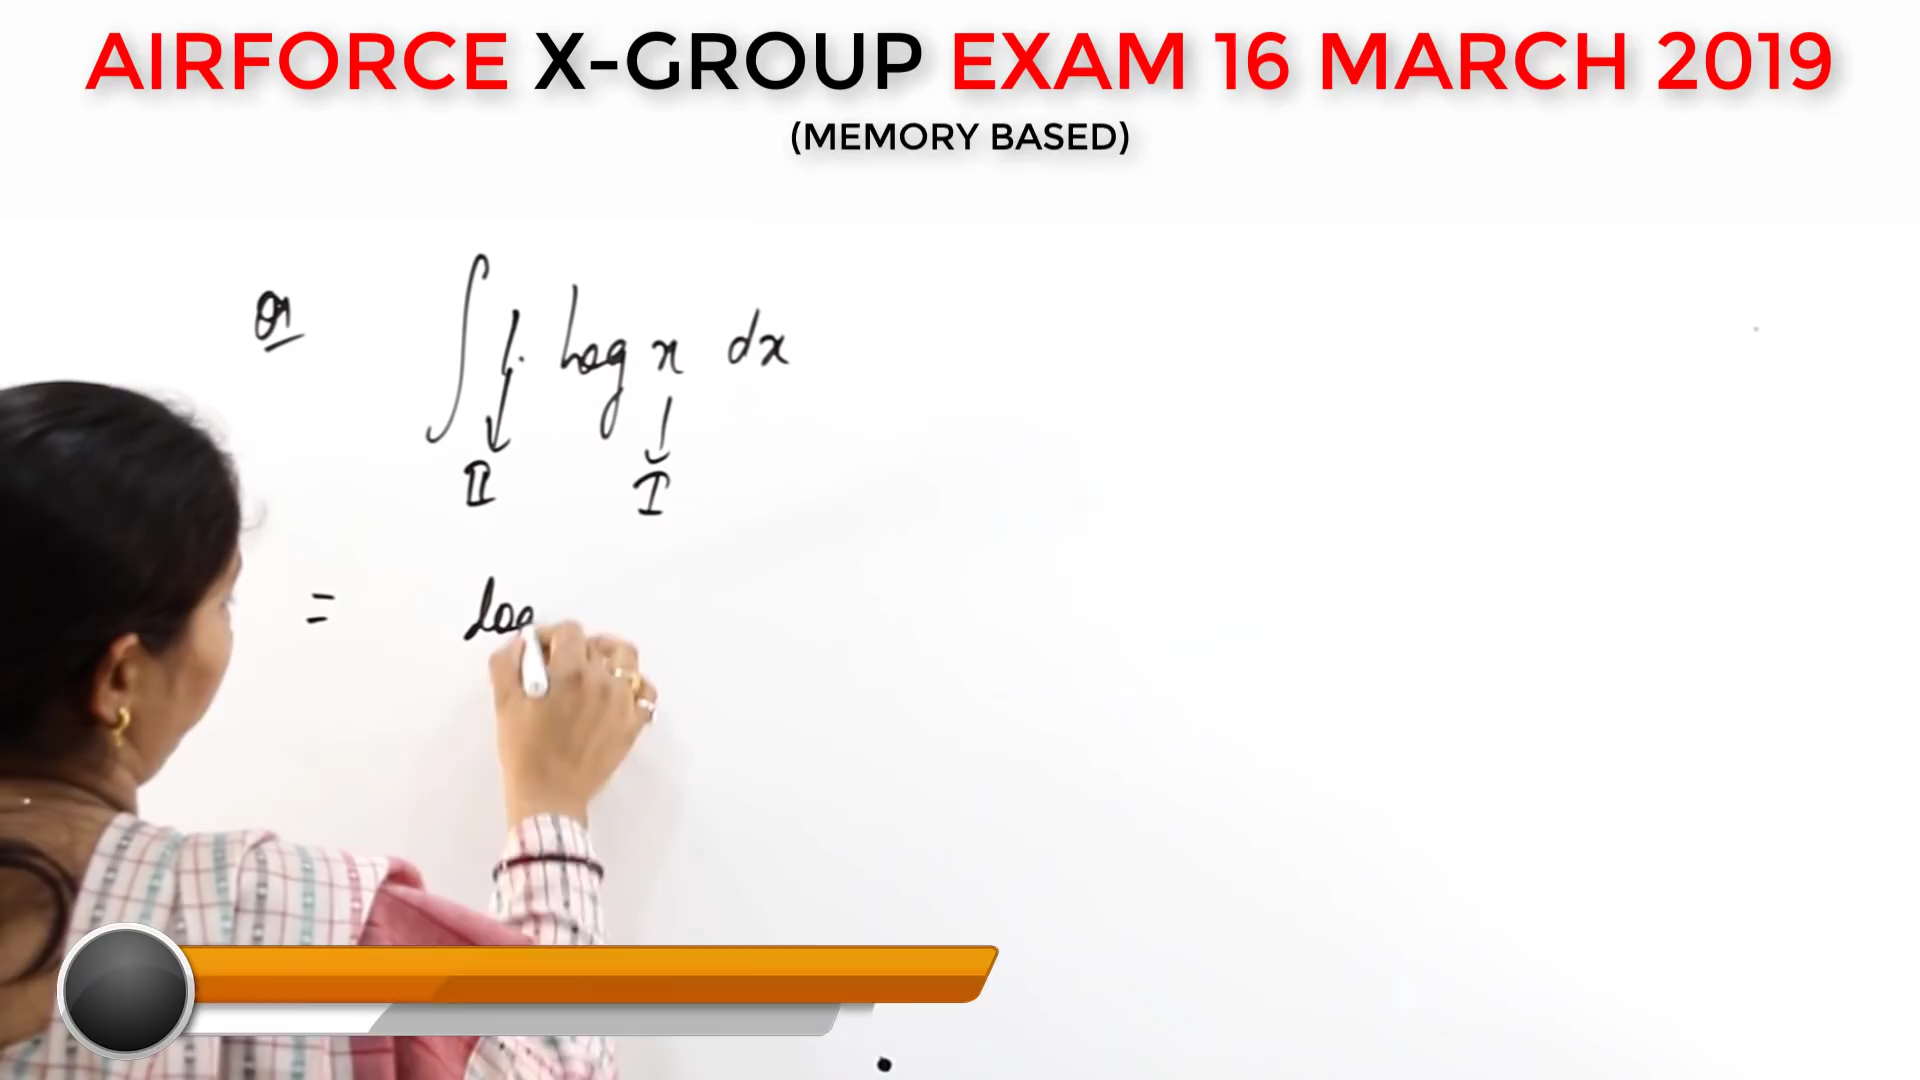 AIRFORCE X-GROUP EXAM 16 MARCH 2019
(MEMORY BASED)
∫ 1. log x dx
II I
= log